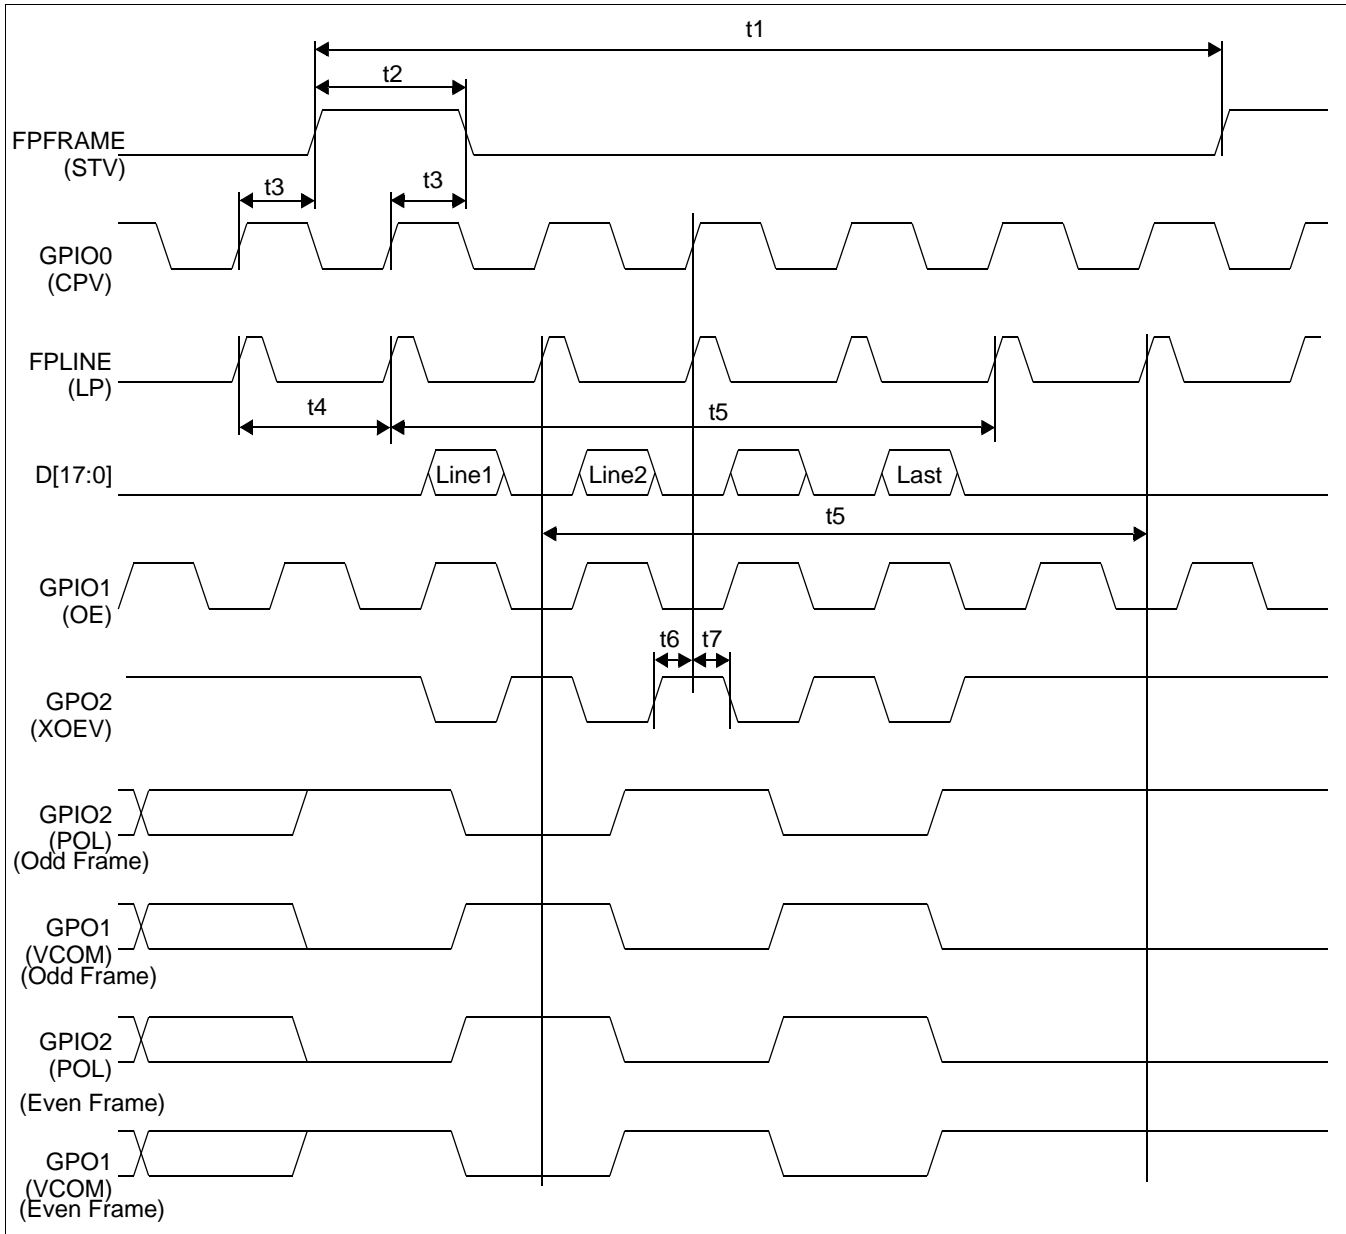 t1
t2
FPFRAME
(STV)
t3
t3
GPIO0
(CPV)
FPLINE
(LP)
t4
t5
D[17:0]
Line1
Line2
Last
t5
GPIO1
(OE)
t6
t7
GPO2
(XOEV)
GPIO2
(POL)
(Odd Frame)
GPO1
(VCOM)
(Odd Frame)
GPIO2
(POL)
(Even Frame)
GPO1
(VCOM)
(Even Frame)